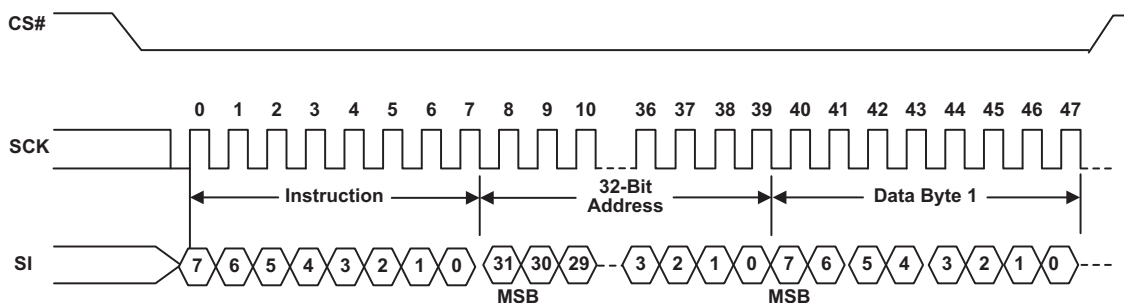 CS#
0 1 2 3 4 5 6 7 8 9 10 36 37 38 39 40 41 42 43 44 45 46 47
SCK
Instruction
32-Bit
Address
Data Byte 1
SI
7 6 5 4 3 2 1 0 31 30 29 3 2 1 0 7 6 5 4 3 2 1 0
MSB MSB